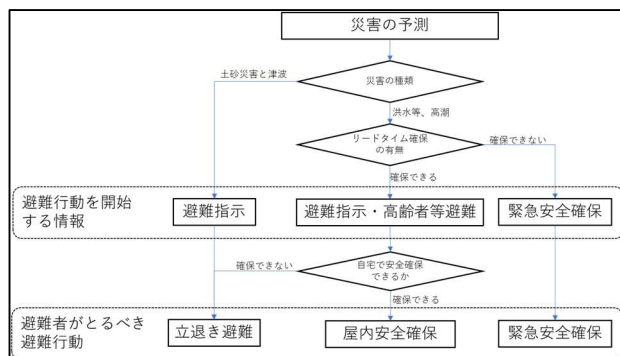 災害の予測
土砂災害と津波
災害の種類
洪水等、高潮
リードタイム確保
の有無
確保できない
確保できる
避難行動を開始
する情報
避難指示
避難指示・高齢者等避難
緊急安全確保
確保できない
自宅で安全確保
できるか
確保できる
避難者がとるべき
避難行動
立退き避難
屋内安全確保
緊急安全確保